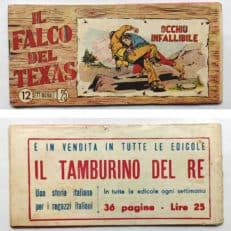 IL
FALCO
DEL
TEXAS
OCCHIO
INFALLIBILE
12
È IN VENDITA IN TUTTE LE EDICOLE
IL TAMBURINO DEL RE
Una storia italiana
per i ragazzi italiani
In tutte le edicole ogni settimana
36 pagine - Lire 25